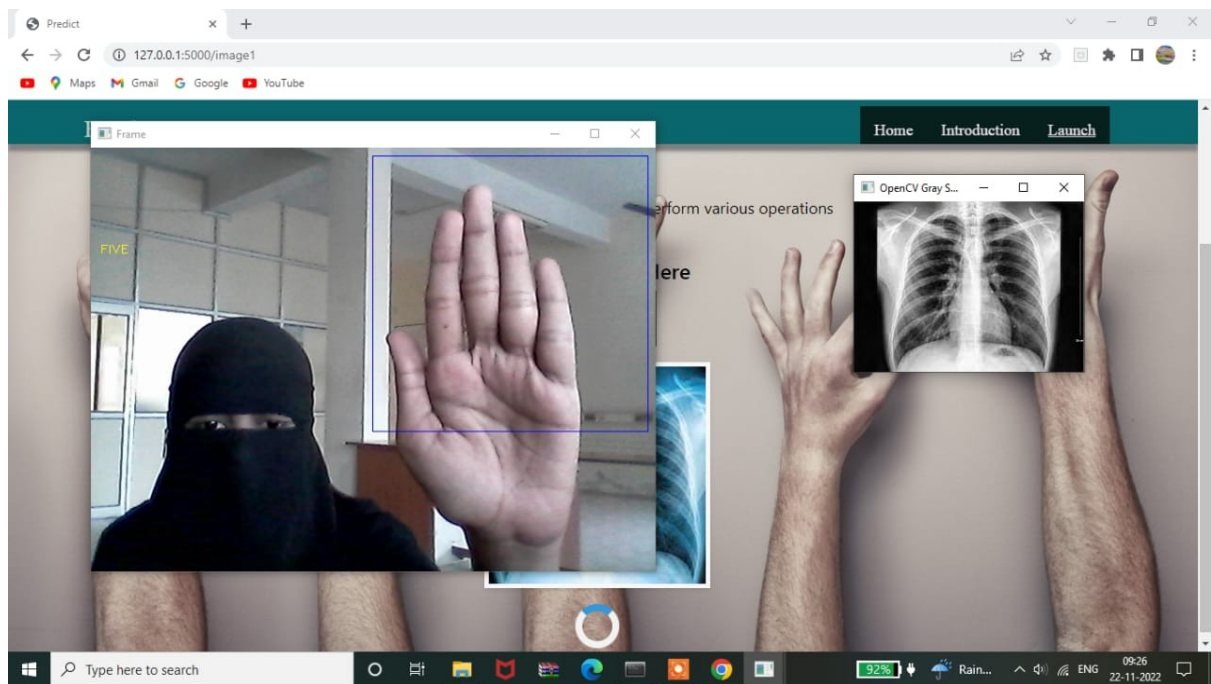 Predict
127.0.0.1:5000/image1
Maps Gmail Google YouTube
Home Introduction Launch
Frame
OpenCV Gray S...
erform various operations
FIVE
lere
Type here to search
92% Rain... ENG 09:26
22-11-2022